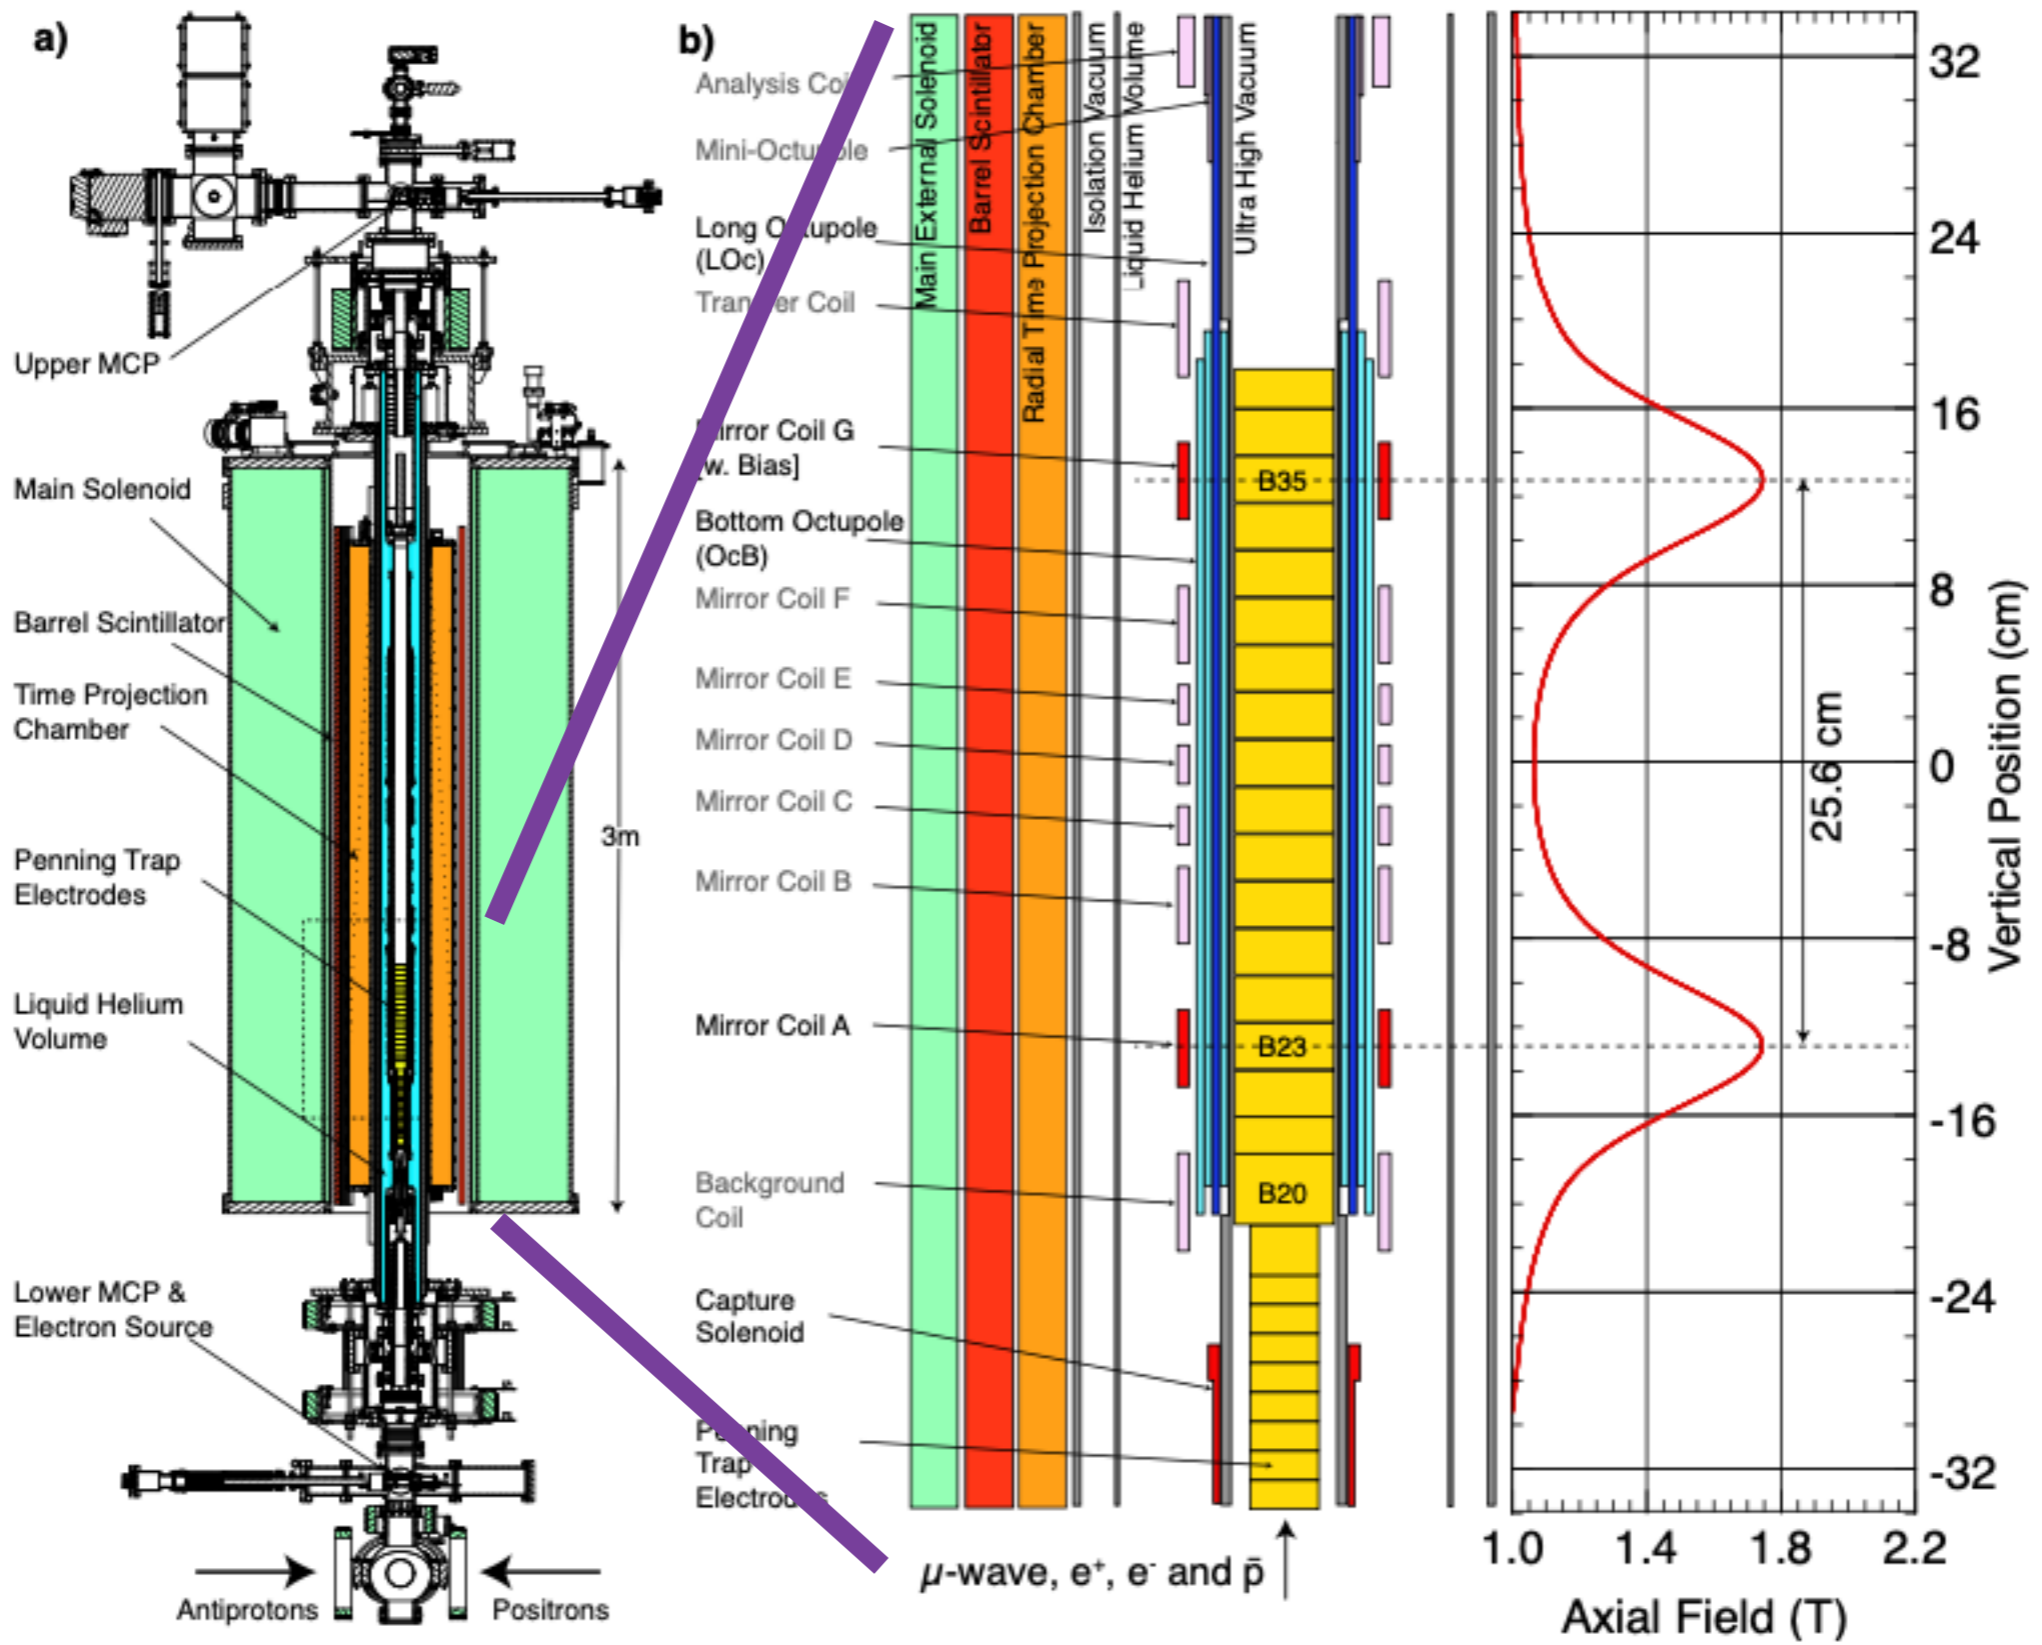 a)
Upper MCP
Main Solenoid
Barrel Scintillator
Time Projection
Chamber
Penning Trap
Electrodes
Liquid Helium
Volume
Lower MCP &
Electron Source
3m
Antiprotons
Positrons
b)
Analysis Coil
Mini-Octupole
Long Octupole
(LOc)
Transfer Coil
Mirror Coil G
[w. Bias]
Bottom Octupole
(OcB)
Mirror Coil F
Mirror Coil E
Mirror Coil D
Mirror Coil C
Mirror Coil B
Mirror Coil A
Background
Coil
Capture
Solenoid
Penning
Trap
Electrodes
Main External Solenoid
Barrel Scintillator
Radial Time Projection Chamber
Isolation Vacuum
Liquid Helium Volume
Ultra High Vacuum
B35
B23
B20
μ-wave, e⁺, e⁻ and p̄
32
24
16
8
0
-8
-16
-24
-32
Vertical Position (cm)
25.6 cm
1.0 1.4 1.8 2.2
Axial Field (T)